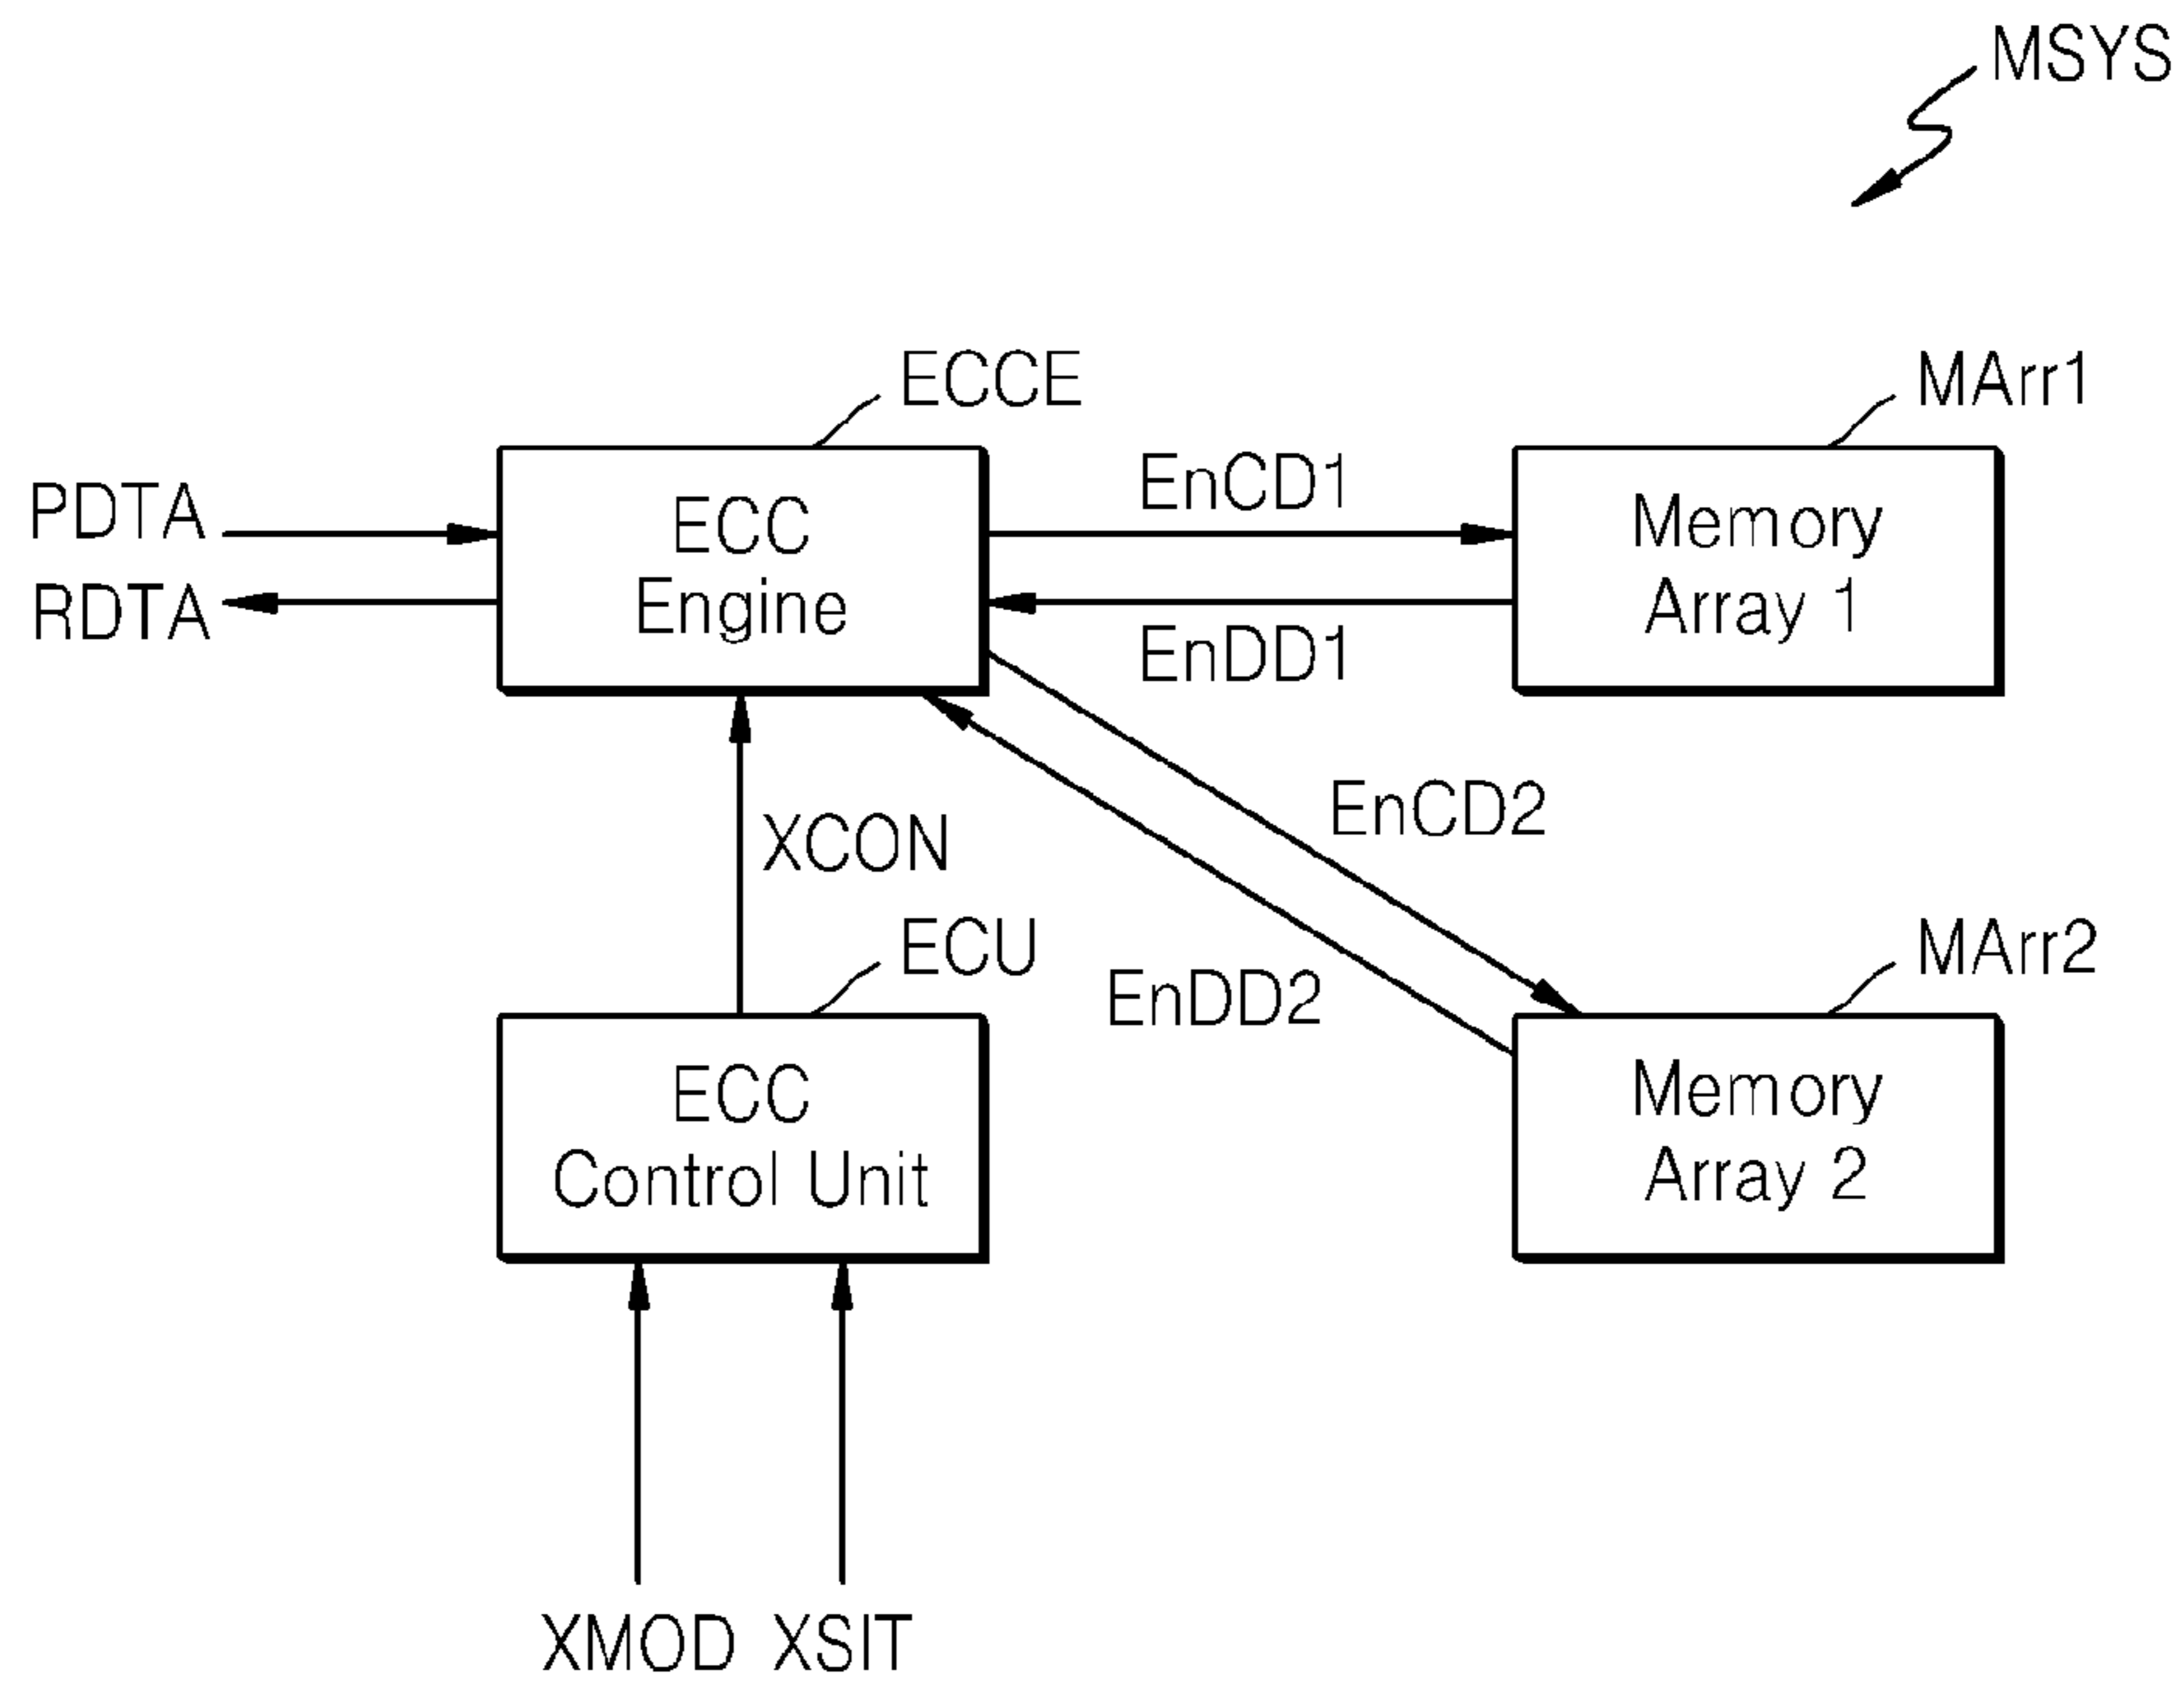 MSYS
ECCE
MArr1
PDTA
RDTA
ECC
Engine
EnCD1
EnDD1
Memory
Array 1
XCON
EnCD2
EnDD2
ECU
MArr2
ECC
Control Unit
Memory
Array 2
XMOD XSIT